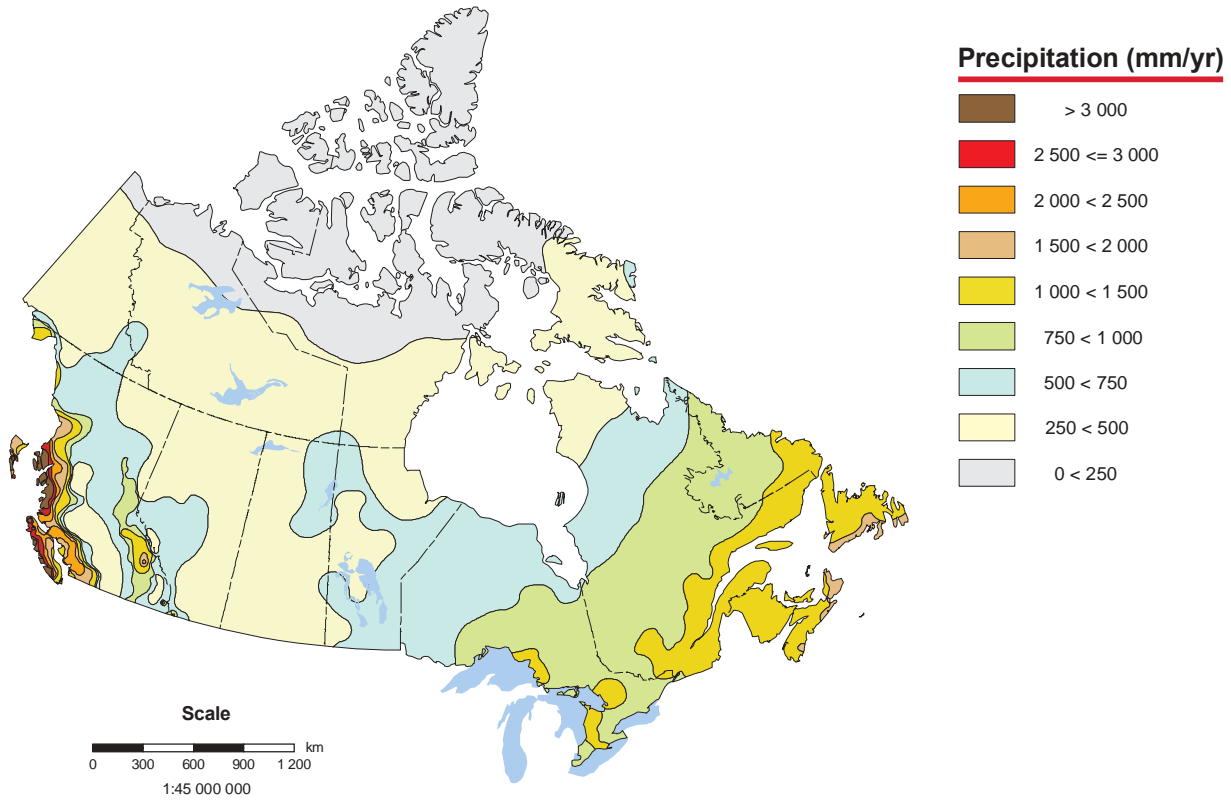 Precipitation (mm/yr)
> 3 000
2 500 <= 3 000
2 000 < 2 500
1 500 < 2 000
1 000 < 1 500
750 < 1 000
500 < 750
250 < 500
0 < 250
Scale
km
0 300 600 900 1 200
1:45 000 000